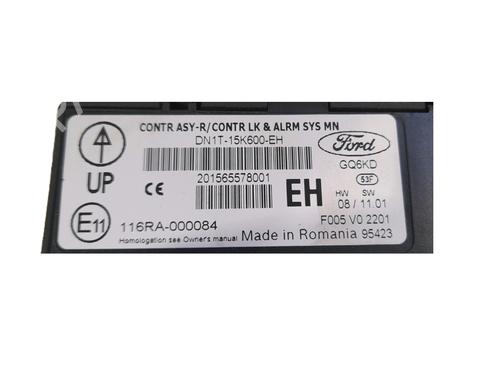 CONTR ASY-R/CONTR LK & ALRM SYS MN
DN1T-15K600-EH
Ford
GQ6KD
53F
UP
CE
201565578001
EH
HW SW
08 / 11.01
E11
116RA-000084
F005 V0 2201
Homologation see Owner's manual
Made in Romania 95423